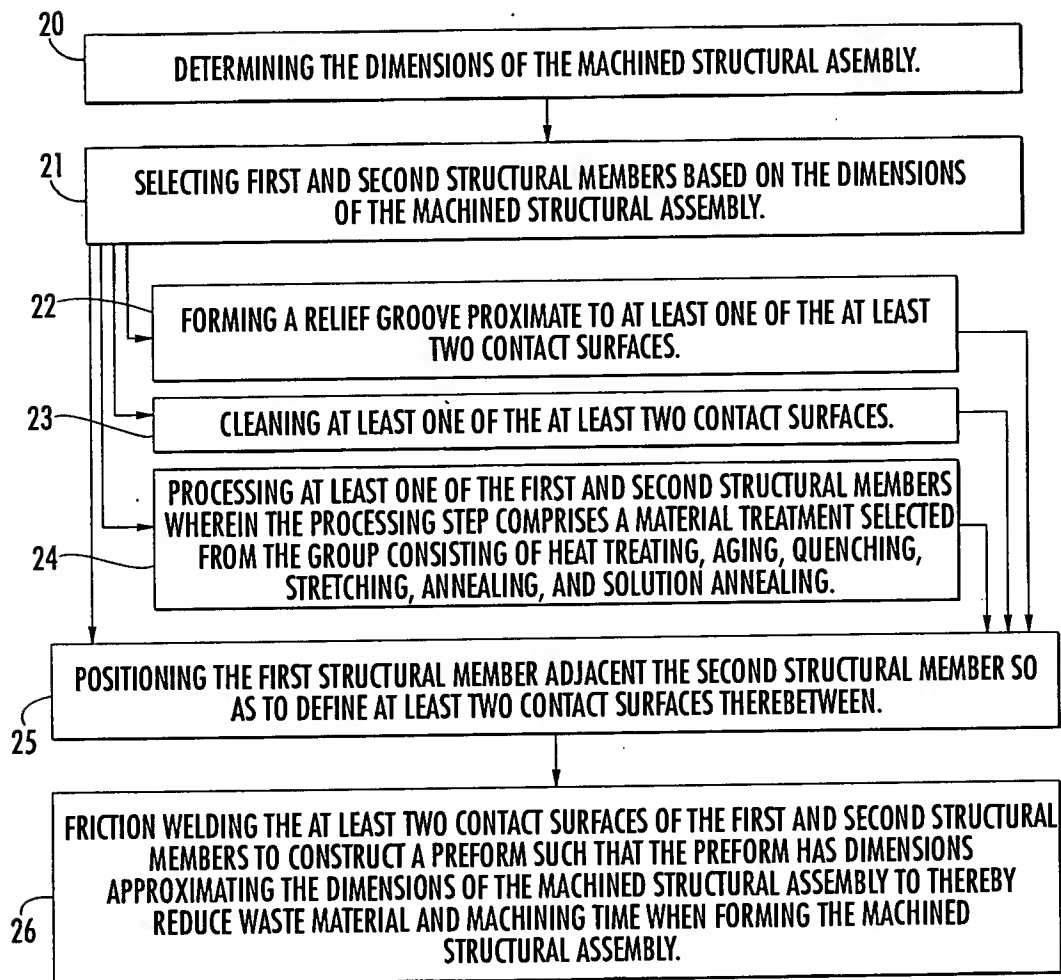 20
DETERMINING THE DIMENSIONS OF THE MACHINED STRUCTURAL ASEMBLY.
21
SELECTING FIRST AND SECOND STRUCTURAL MEMBERS BASED ON THE DIMENSIONS
OF THE MACHINED STRUCTURAL ASSEMBLY.
22
FORMING A RELIEF GROOVE PROXIMATE TO AT LEAST ONE OF THE AT LEAST
TWO CONTACT SURFACES.
23
CLEANING AT LEAST ONE OF THE AT LEAST TWO CONTACT SURFACES.
24
PROCESSING AT LEAST ONE OF THE FIRST AND SECOND STRUCTURAL MEMBERS
WHEREIN THE PROCESSING STEP COMPRISES A MATERIAL TREATMENT SELECTED
FROM THE GROUP CONSISTING OF HEAT TREATING, AGING, QUENCHING,
STRETCHING, ANNEALING, AND SOLUTION ANNEALING.
25
POSITIONING THE FIRST STRUCTURAL MEMBER ADJACENT THE SECOND STRUCTURAL MEMBER SO
AS TO DEFINE AT LEAST TWO CONTACT SURFACES THEREBETWEEN.
26
FRICTION WELDING THE AT LEAST TWO CONTACT SURFACES OF THE FIRST AND SECOND STRUCTURAL
MEMBERS TO CONSTRUCT A PREFORM SUCH THAT THE PREFORM HAS DIMENSIONS
APPROXIMATING THE DIMENSIONS OF THE MACHINED STRUCTURAL ASSEMBLY TO THEREBY
REDUCE WASTE MATERIAL AND MACHINING TIME WHEN FORMING THE MACHINED
STRUCTURAL ASSEMBLY.